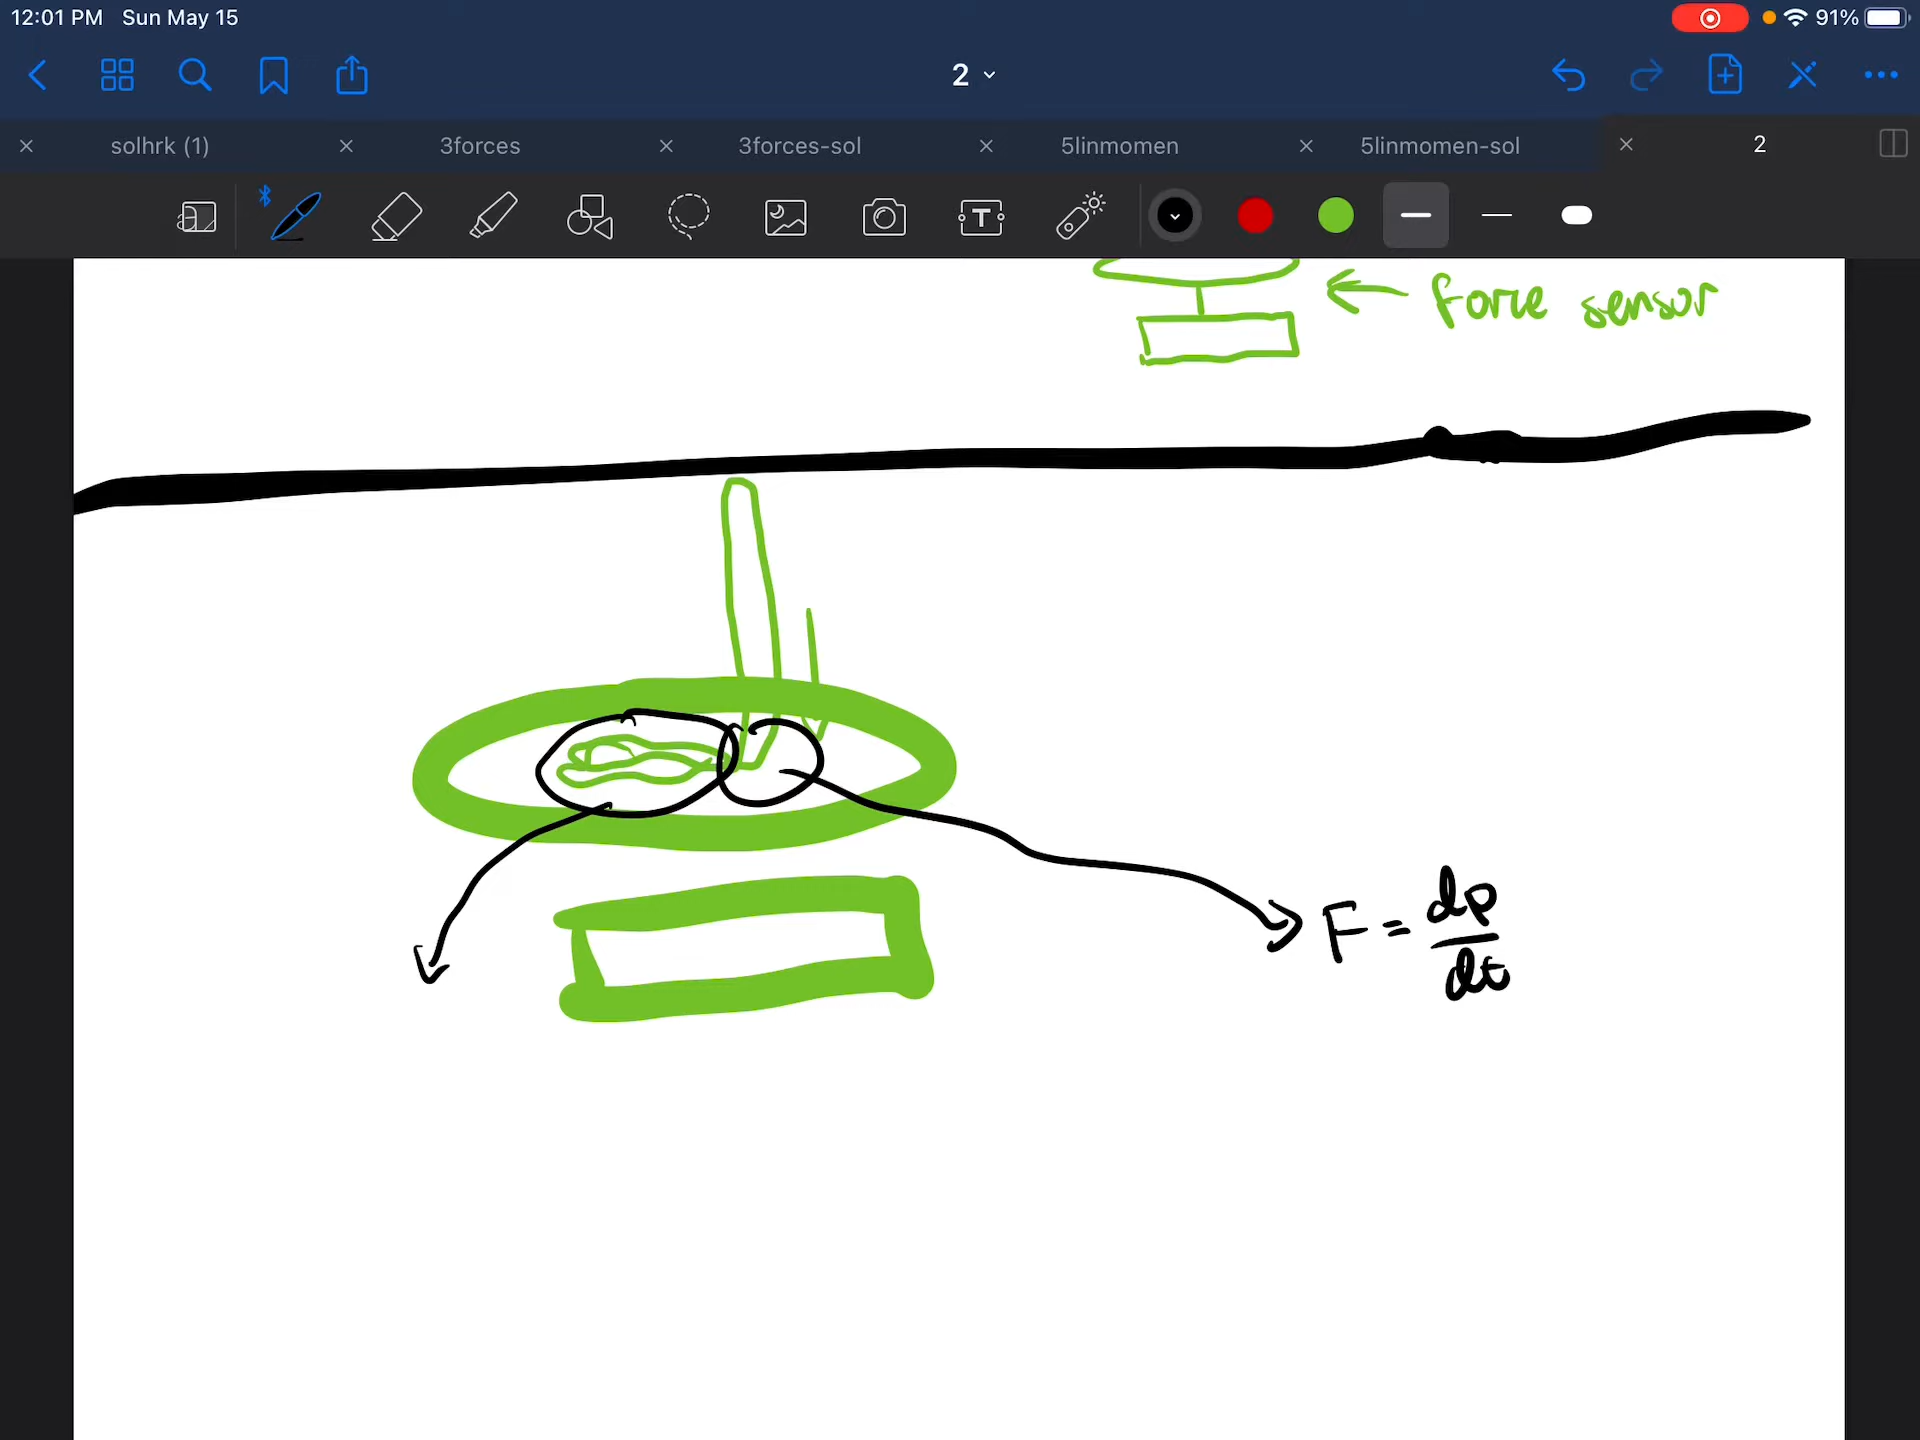 12:01 PM Sun May 15
91%
2
solhrk (1)
3forces
3forces-sol
5linmomen
5linmomen-sol
2
T
force sensor
F = dp/dt